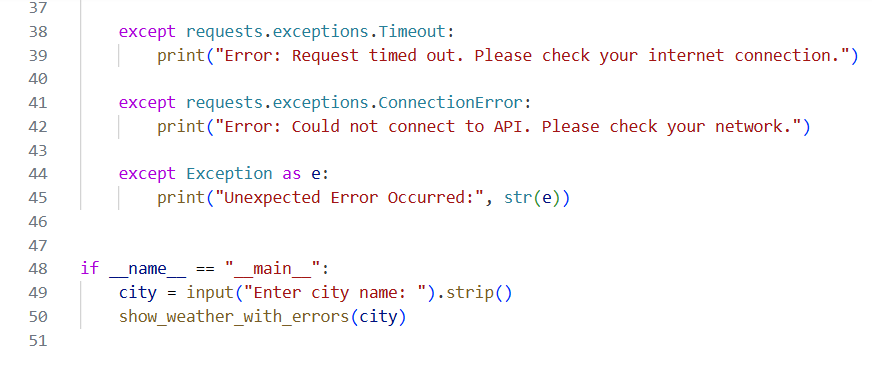 37
38 except requests.exceptions.Timeout:
39 print("Error: Request timed out. Please check your internet connection.")
40
41 except requests.exceptions.ConnectionError:
42 print("Error: Could not connect to API. Please check your network.")
43
44 except Exception as e:
45 print("Unexpected Error Occurred:", str(e))
46
47
48 if __name__ == "__main__":
49 city = input("Enter city name: ").strip()
50 show_weather_with_errors(city)
51